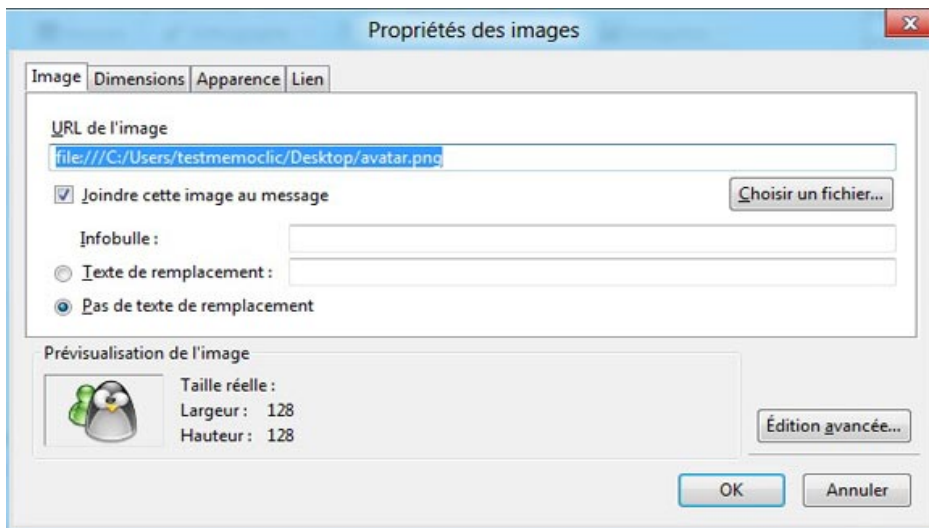 Propriétés des images
Image Dimensions Apparence Lien
URL de l'image
file:///C:/Users/testmemoclic/Desktop/avatar.png
Joindre cette image au message Choisir un fichier...
Infobulle :
Texte de remplacement :
Pas de texte de remplacement
Prévisualisation de l'image
Taille réelle :
Largeur : 128
Hauteur : 128
Édition avancée...
OK Annuler